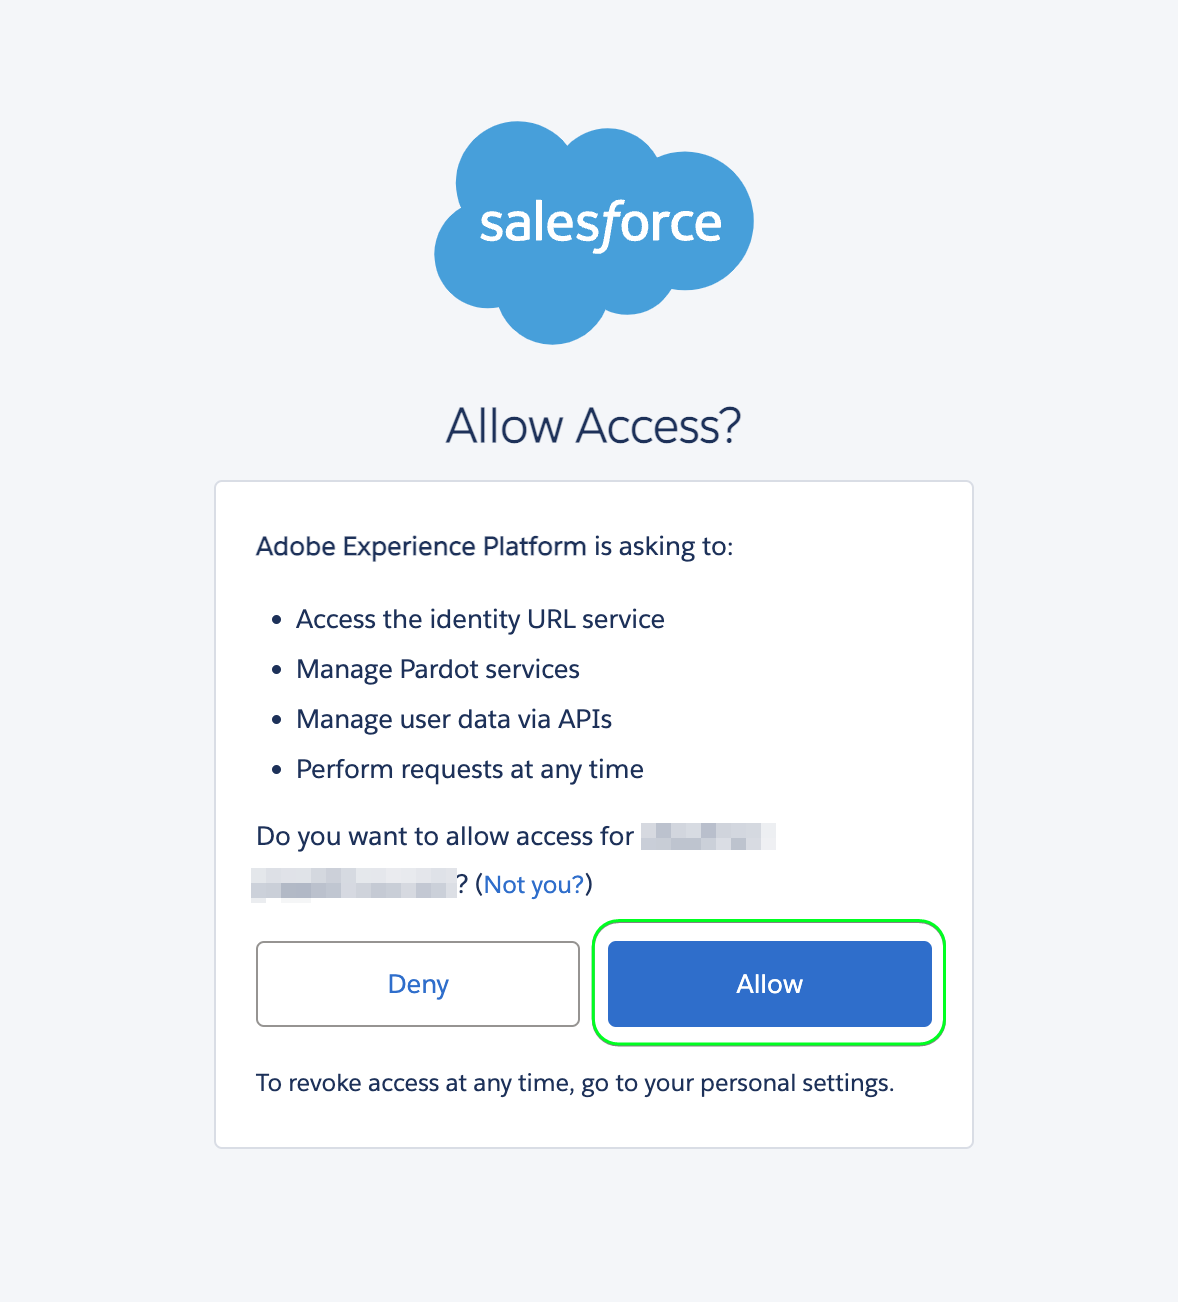 salesforce
Allow Access?
Adobe Experience Platform is asking to:
• Access the identity URL service
• Manage Pardot services
• Manage user data via APIs
• Perform requests at any time
Do you want to allow access for
? (Not you?)
Deny
Allow
To revoke access at any time, go to your personal settings.